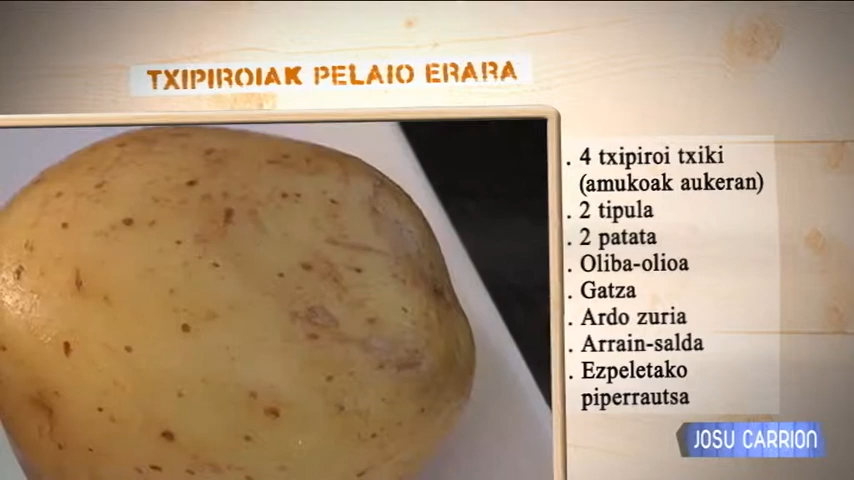 TXIPIROIAK PELAIO ERARA
. 4 txipiroi txiki
(amukoak aukeran)
. 2 tipula
. 2 patata
. Oliba-olioa
. Gatza
. Ardo zuria
. Arrain-salda
. Ezpeletako
piperrautsa
JOSU CARRION